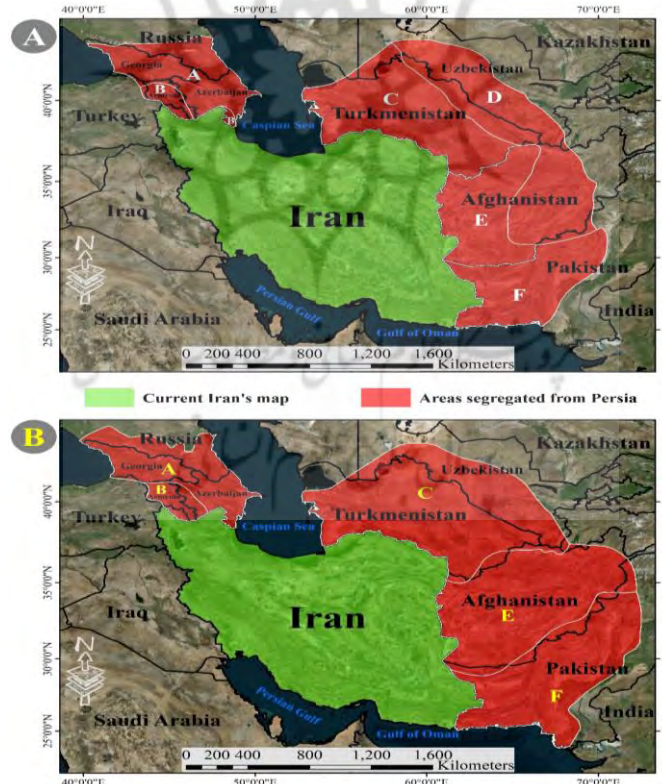 40°0'0"E 50°0'0"E 60°0'0"E 70°0'0"E
A
Russia
Kazakhstan
Georgia
A
Uzbekistan
B
Azerbaijan
C
D
40°0'0"N
Turkey
Turkmenistan
A
B
Caspian Sea
35°0'0"N
Afghanistan
Iraq
Iran
E
N
30°0'0"N
Pakistan
Persian Gulf
F
India
25°0'0"N
Saudi Arabia
Gulf of Oman
0 200 400 800 1,200 1,600
Kilometers
Current Iran's map
Areas segregated from Persia
B
Russia
Kazakhstan
Georgia
A
Uzbekistan
B
Azerbaijan
C
40°0'0"N
Turkey
Turkmenistan
Caspian Sea
35°0'0"N
Afghanistan
Iraq
Iran
E
N
30°0'0"N
Pakistan
F
Persian Gulf
India
25°0'0"N
Saudi Arabia
Gulf of Oman
0 200 400 800 1,200 1,600
Kilometers
40°0'0"E 50°0'0"E 60°0'0"E 70°0'0"E